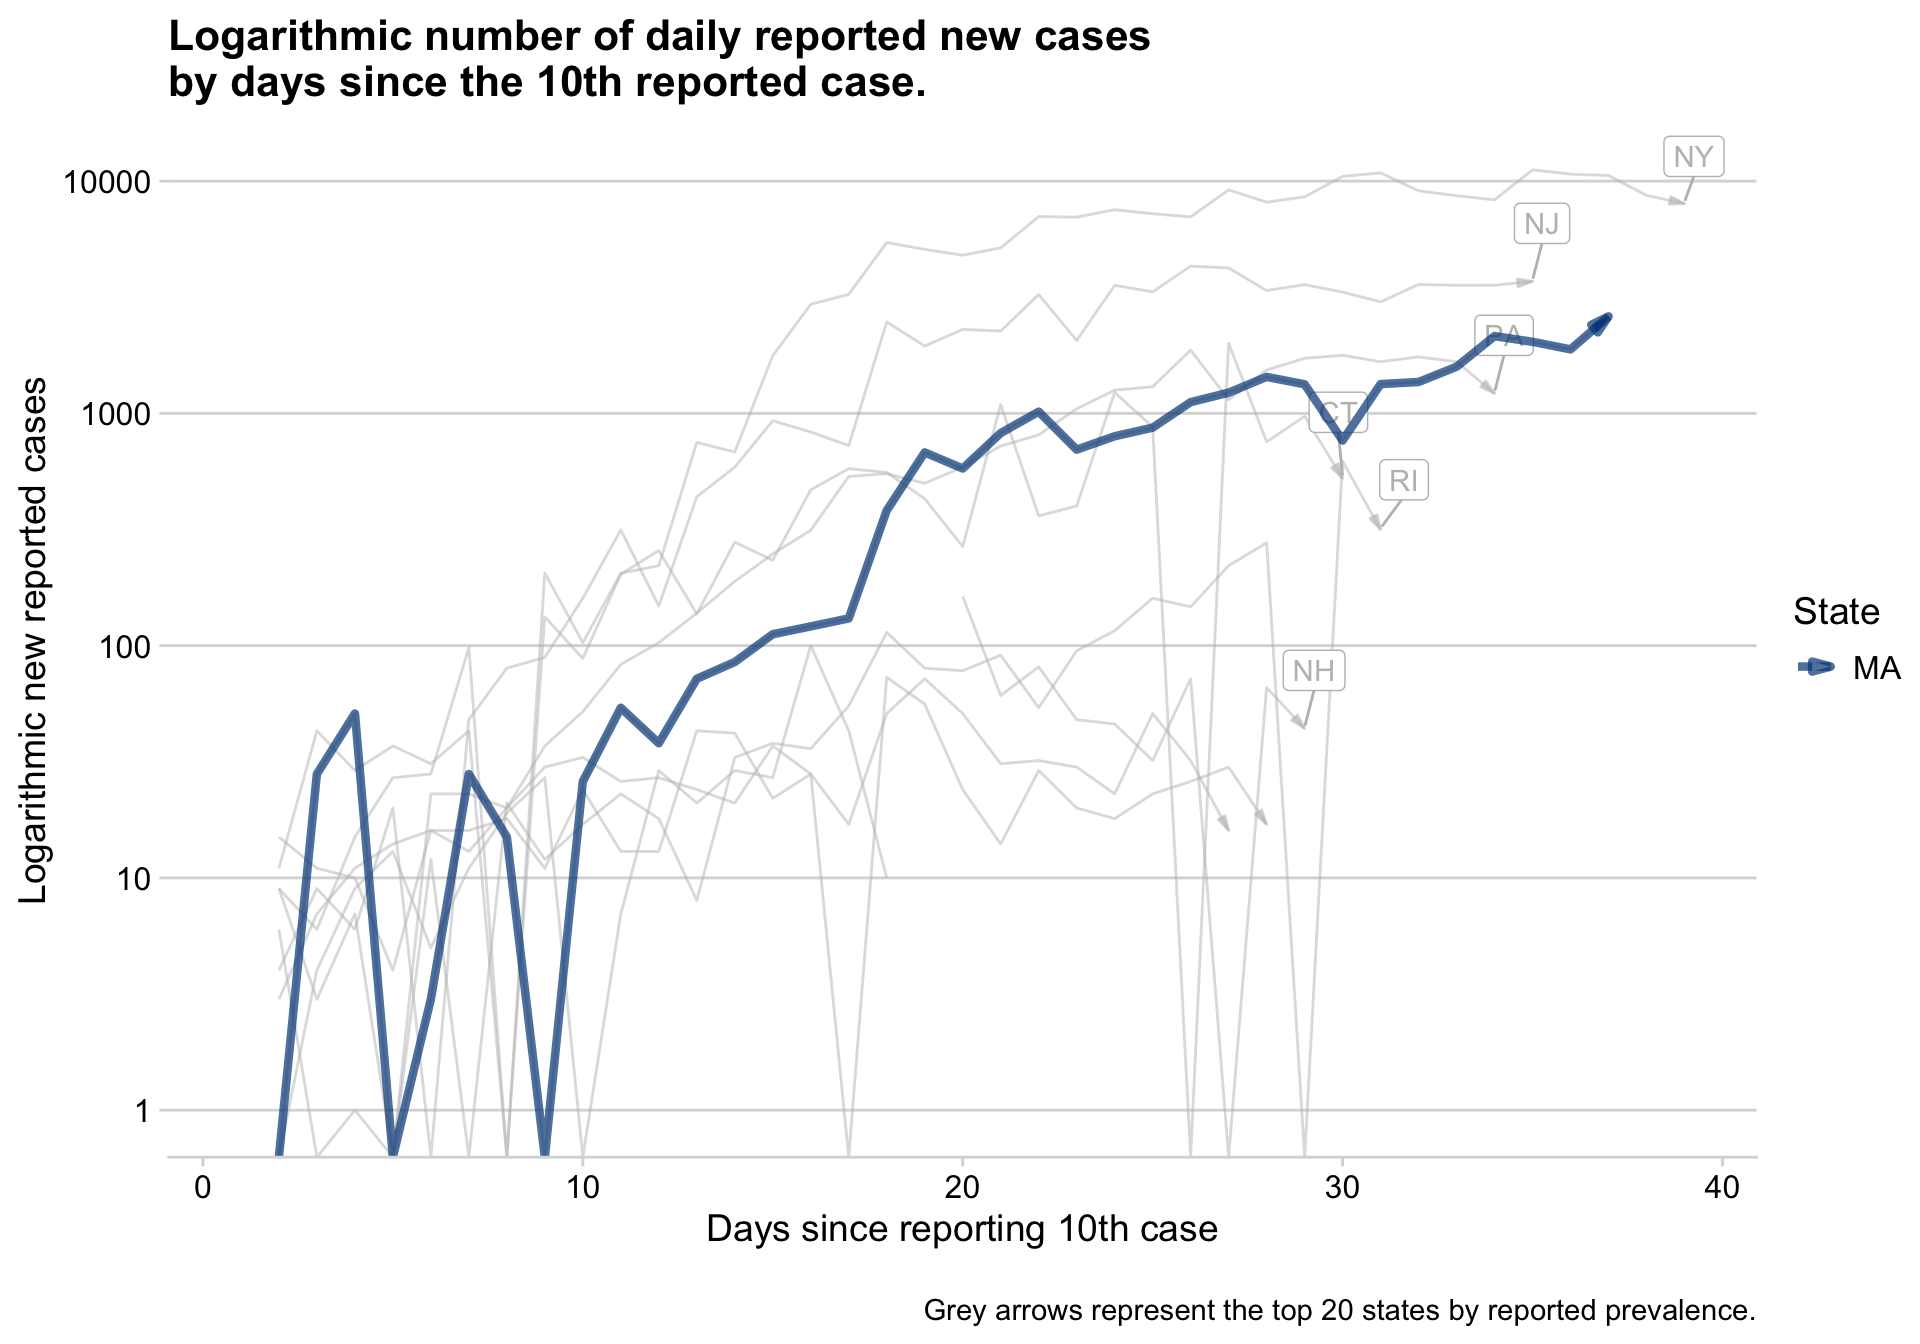 Logarithmic number of daily reported new cases
by days since the 10th reported case.
NY
10000
NJ
PA
1000
CT
RI
Logarithmic new reported cases
State
100
NH
MA
10
1
0
10
20
30
40
Days since reporting 10th case
Grey arrows represent the top 20 states by reported prevalence.